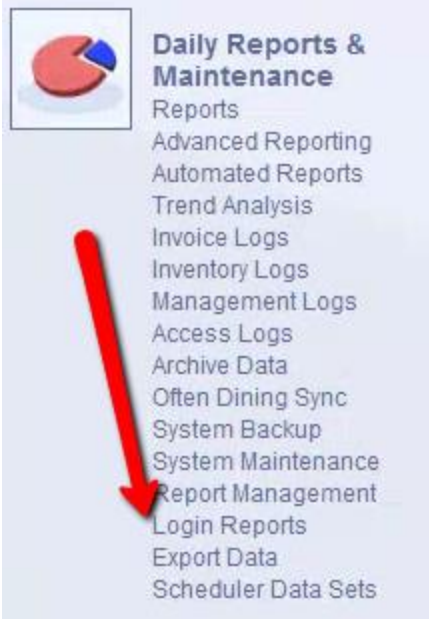 Daily Reports &
Maintenance
Reports
Advanced Reporting
Automated Reports
Trend Analysis
Invoice Logs
Inventory Logs
Management Logs
Access Logs
Archive Data
Often Dining Sync
System Backup
System Maintenance
Report Management
Login Reports
Export Data
Scheduler Data Sets